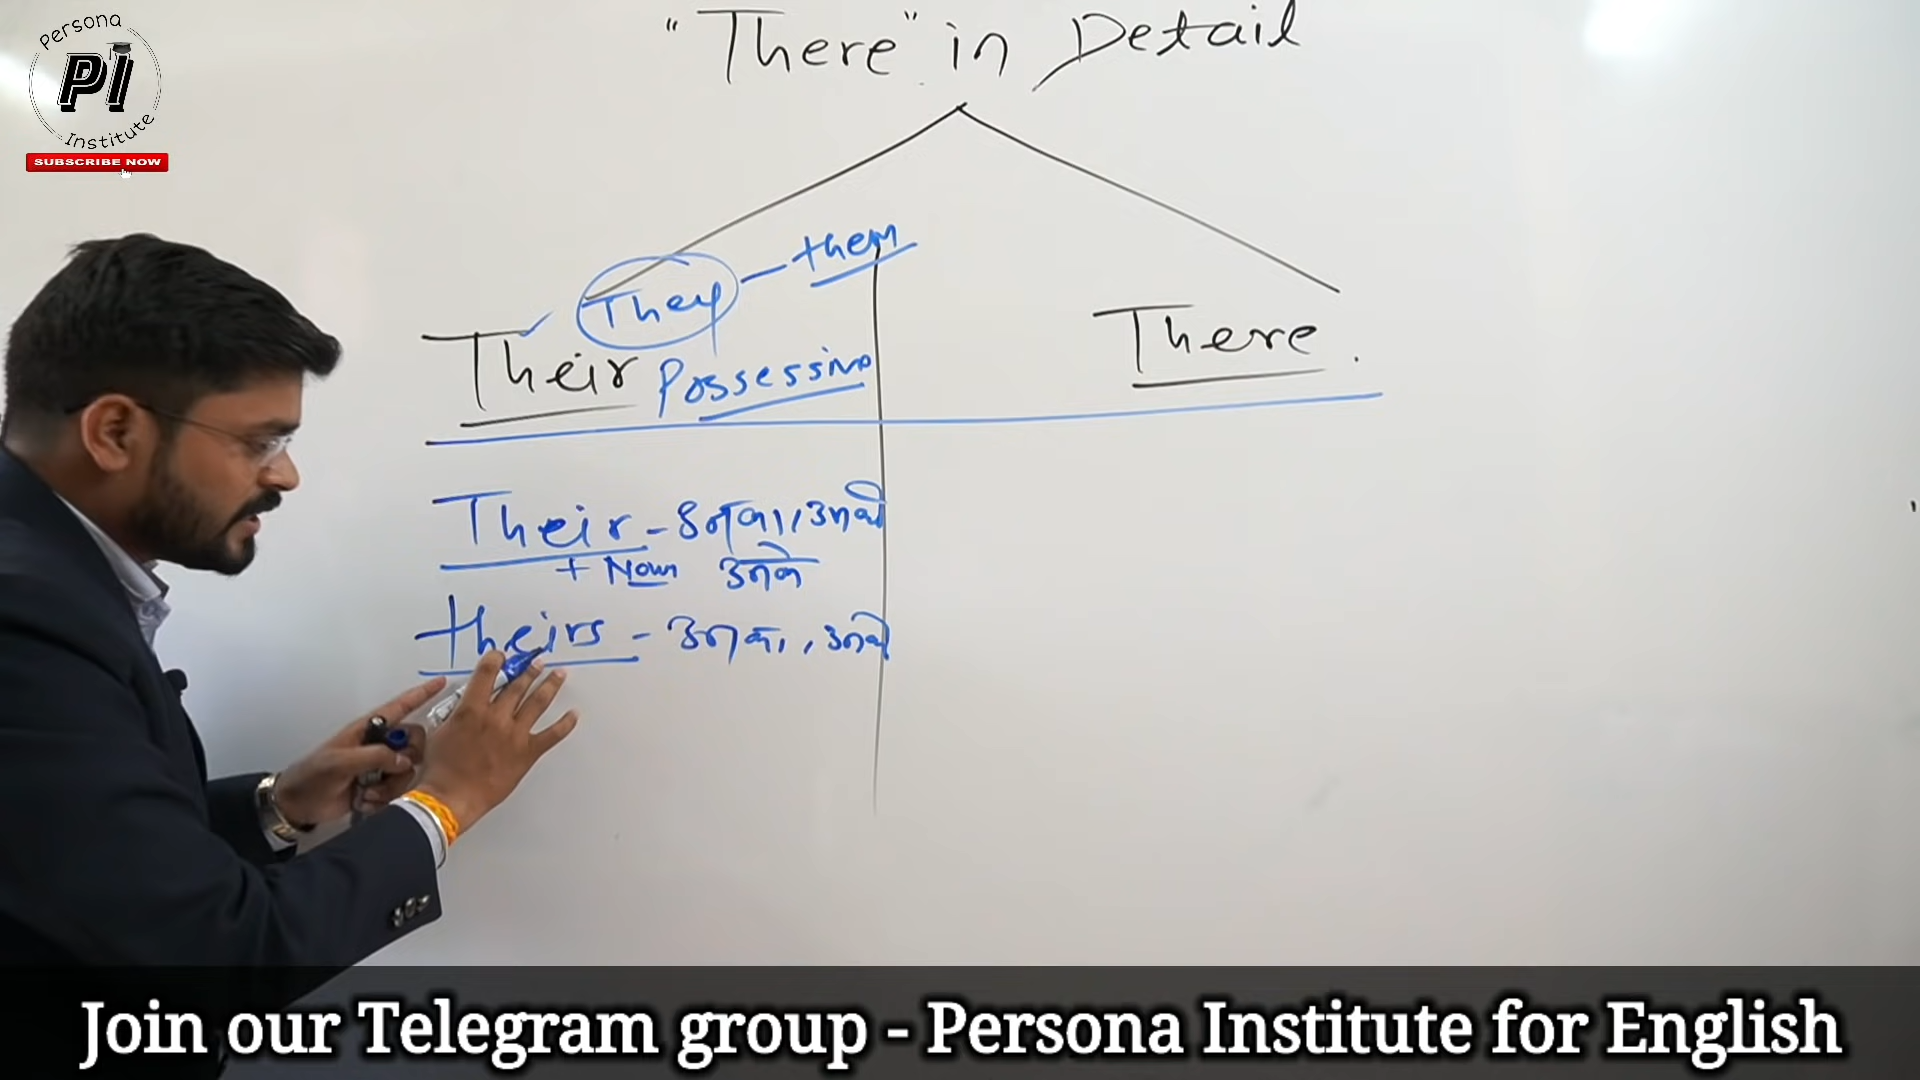 Persona
PI
Institute
SUBSCRIBE NOW
"There" in Detail
They - them
Their Possessive
There.
Their - उनका, उनकी
+ Noun उनके
theirs - उनका, उनकी
Join our Telegram group - Persona Institute for English